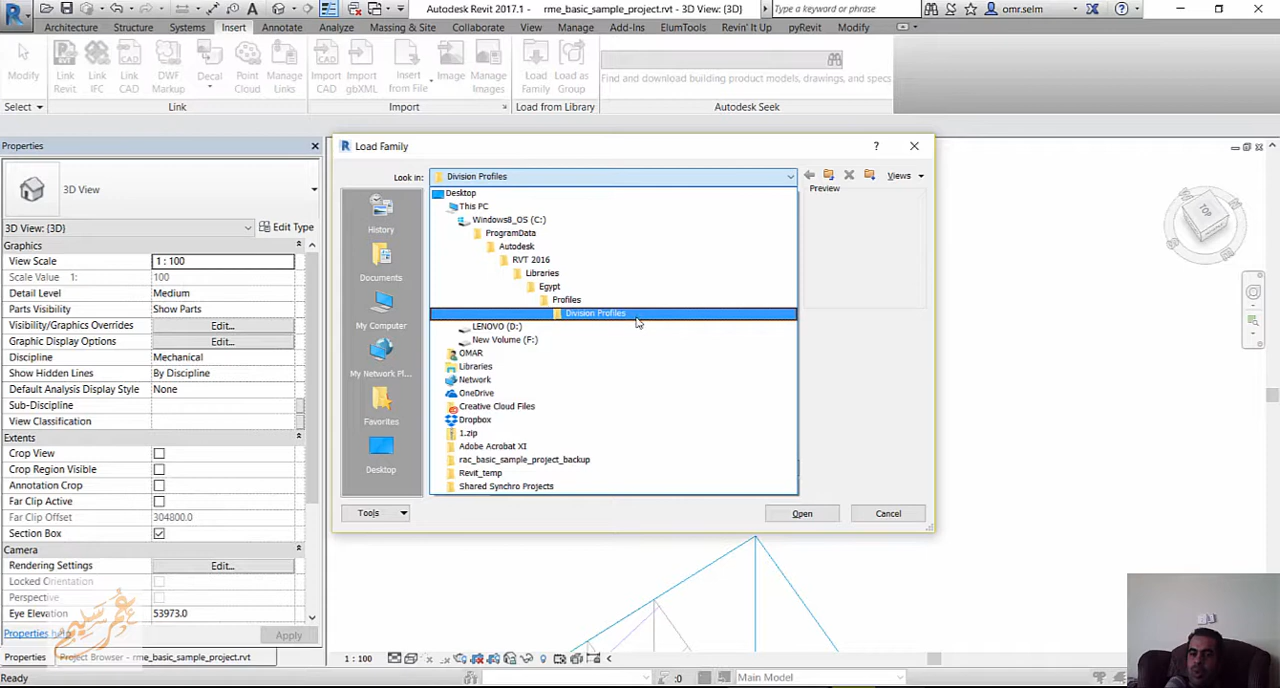 Autodesk Revit 2017.1 - rme_basic_sample_project.rvt - 3D View: {3D}
Type a keyword or phrase
omr.selm
Architecture Structure Systems Insert Annotate Analyze Massing & Site Collaborate View Manage Add-Ins ElumTools Revin' It Up pyRevit Modify
Modify
Link Revit
Link IFC
Link CAD
DWF Markup
Decal
Point Cloud
Manage Links
Import CAD
Import gbXML
Insert from File
Image
Manage Images
Load Family
Load as Group
Find and download building product models, drawings, and specs
Select
Link
Import
Load from Library
Autodesk Seek
Properties
3D View
3D View: {3D}
Edit Type
Graphics
View Scale 1 : 100
Scale Value 1: 100
Detail Level Medium
Parts Visibility Show Parts
Visibility/Graphics Overrides Edit...
Graphic Display Options Edit...
Discipline Mechanical
Show Hidden Lines By Discipline
Default Analysis Display Style None
Sub-Discipline
View Classification
Extents
Crop View
Crop Region Visible
Annotation Crop
Far Clip Active
Far Clip Offset 304800.0
Section Box
Camera
Rendering Settings Edit...
Locked Orientation
Perspective
Eye Elevation 53973.0
Properties help
Apply
عُمر سليم
Properties
Project Browser - rme_basic_sample_project.rvt
Ready
Load Family
Look in: Division Profiles
Views
Preview
History
Documents
My Computer
My Network Pl...
Favorites
Desktop
Desktop
This PC
Windows8_OS (C:)
ProgramData
Autodesk
RVT 2016
Libraries
Egypt
Profiles
Division Profiles
LENOVO (D:)
New Volume (F:)
OMAR
Libraries
Network
OneDrive
Creative Cloud Files
Dropbox
1.zip
Adobe Acrobat XI
rac_basic_sample_project_backup
Revit_temp
Shared Synchro Projects
Tools
Open
Cancel
TOP
1 : 100
:0
Main Model